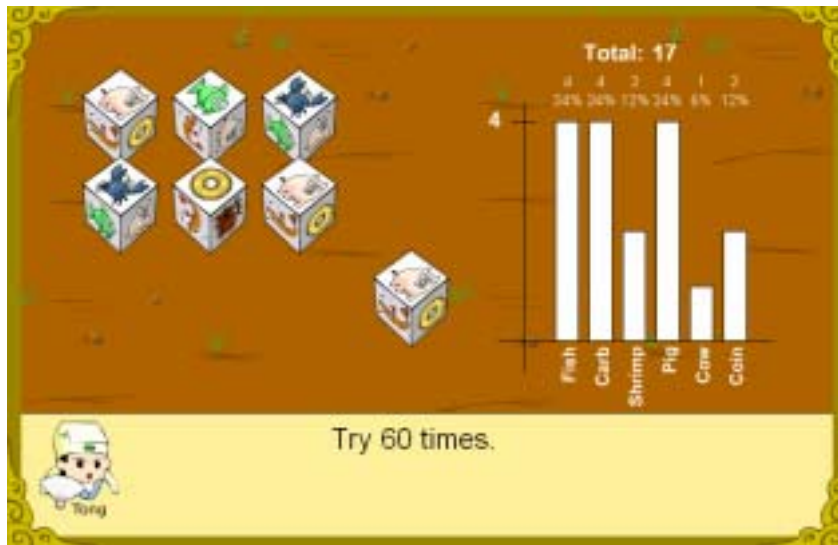 Total: 17
4 4 2 4 1 2
24% 24% 12% 24% 6% 12%
4
Fish
Carb
Shrimp
Pig
Cow
Coin
Try 60 times.
Tong